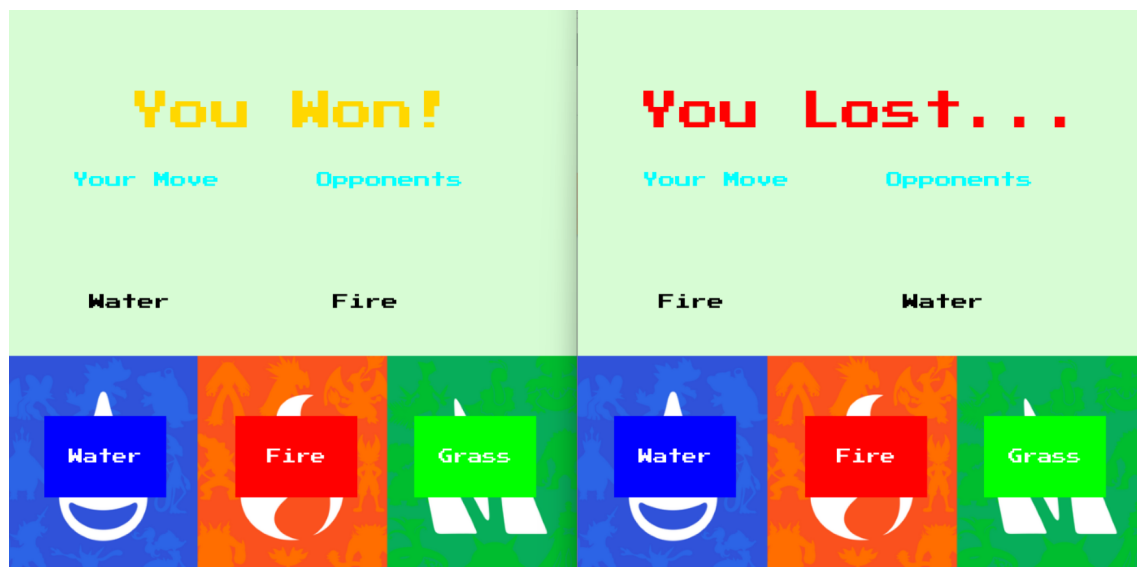 You Won!
Your Move Opponents
Water Fire
Water Fire Grass
You Lost...
Your Move Opponents
Fire Water
Water Fire Grass